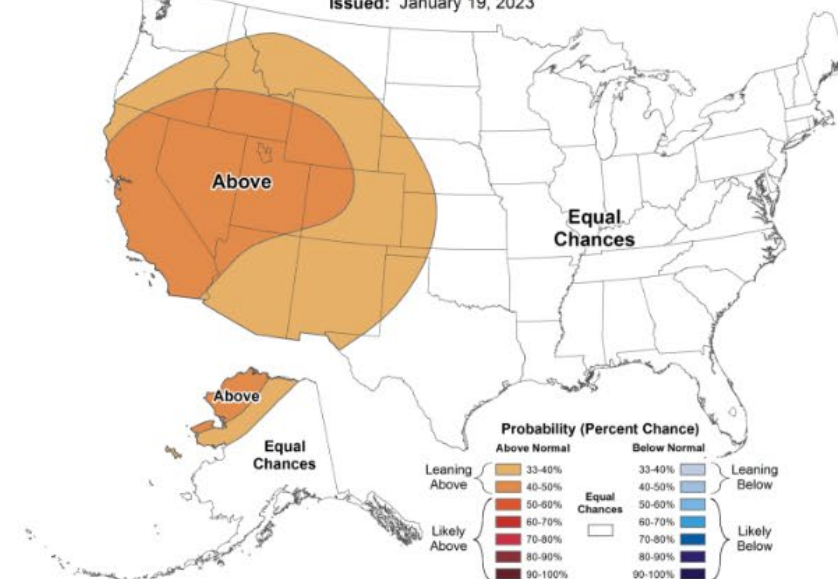 Issued: January 19, 2023
Above
Equal
Chances
Above
Equal
Chances
Probability (Percent Chance)
Above Normal
Below Normal
Leaning
Above
33-40%
40-50%
50-60%
60-70%
70-80%
80-90%
90-100%
Likely
Above
Equal
Chances
33-40%
40-50%
50-60%
60-70%
70-80%
80-90%
90-100%
Leaning
Below
Likely
Below